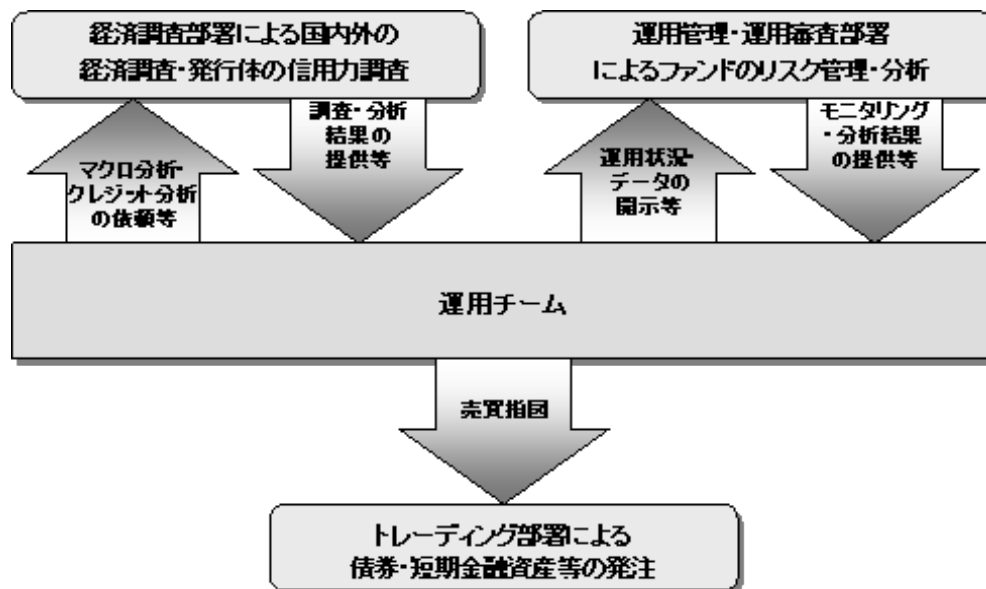 経済調査部署による国内外の
経済調査・発行体の信用力調査
運用管理・運用審査部署
によるファンドのリスク管理・分析
マクロ分析・
クレジット分析
の依頼等
調査・分析
結果の
提供等
運用状況・
データの
開示等
モニタリング
・分析結果
の提供等
運用チーム
売買指図
トレーディング部署による
債券・短期金融資産等の発注